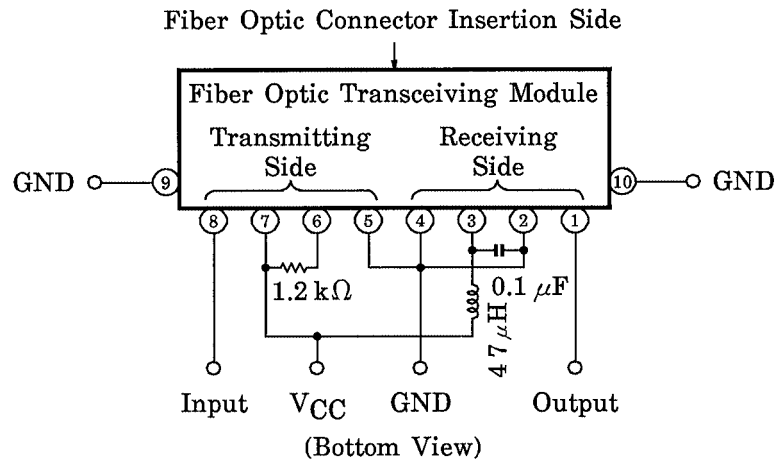 Fiber Optic Connector Insertion Side
Fiber Optic Transceiving Module
Transmitting Side
Receiving Side
GND
9
10
GND
8 7 6 5 4 3 2 1
1.2 kΩ
0.1 μF
4 7 μH
Input
VCC
GND
Output
(Bottom View)